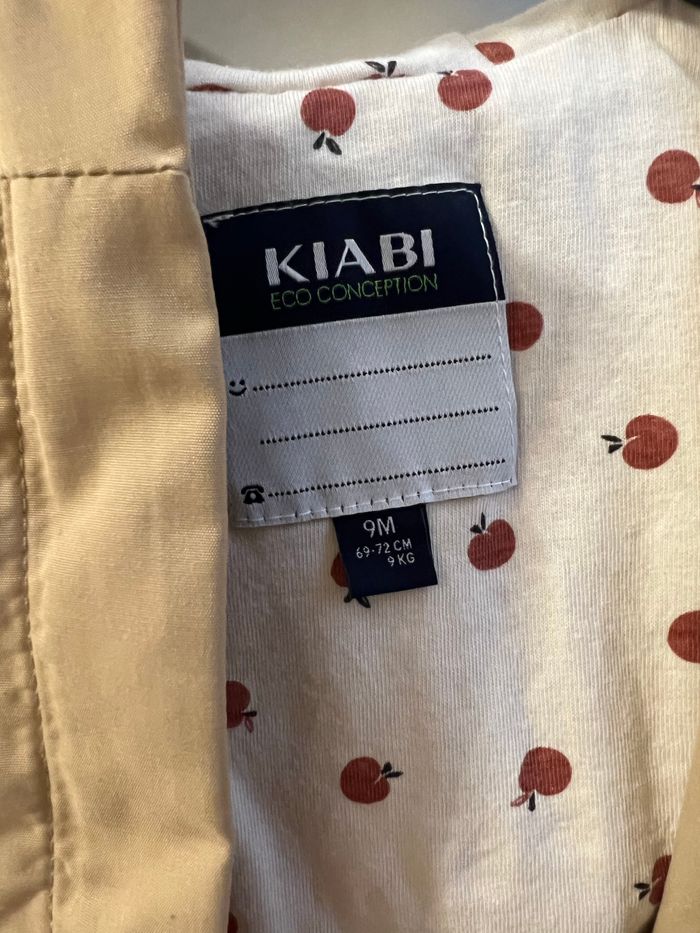 KIABI
ECO CONCEPTION
9M
69-72 CM
9 KG